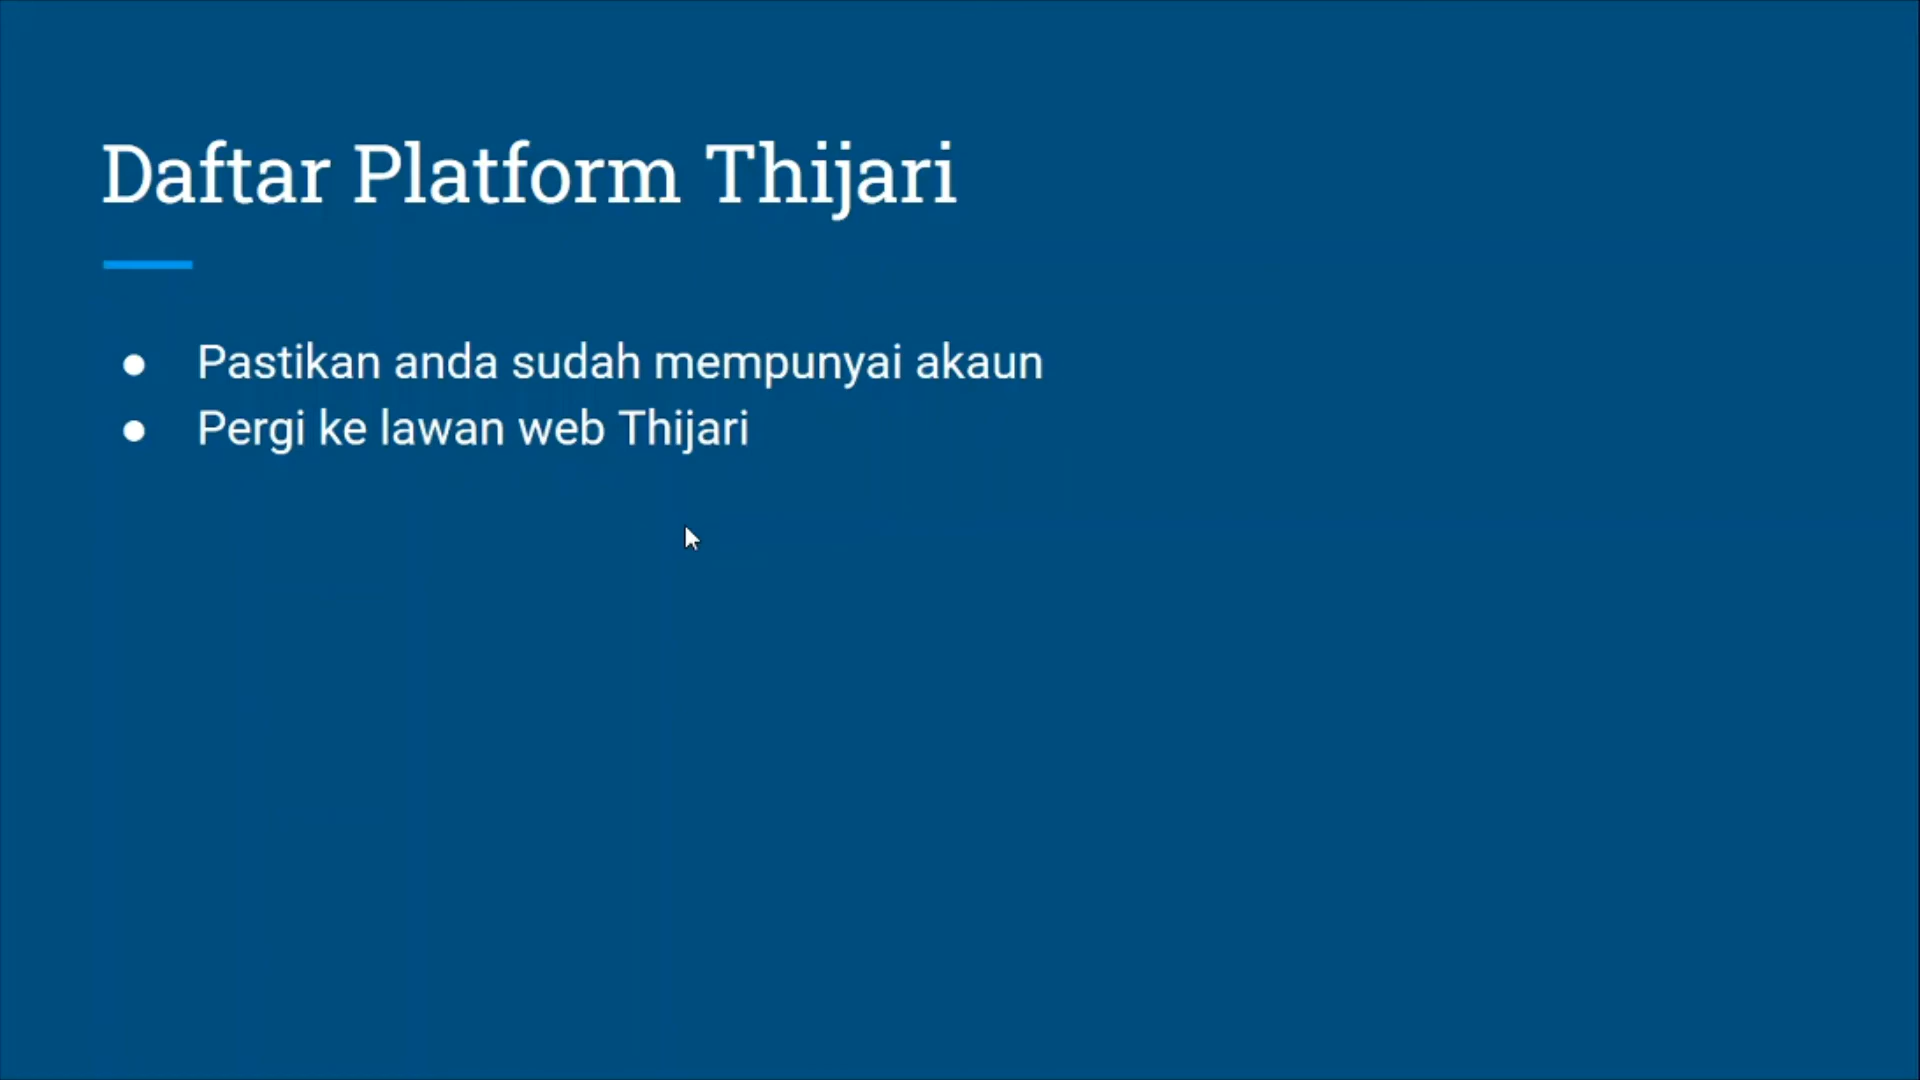 Daftar Platform Thijari
● Pastikan anda sudah mempunyai akaun
● Pergi ke lawan web Thijari